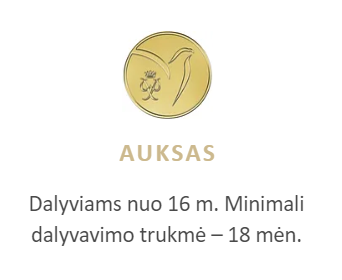 AUKSAS
Dalyviams nuo 16 m. Minimali
dalyvavimo trukmė – 18 mėn.